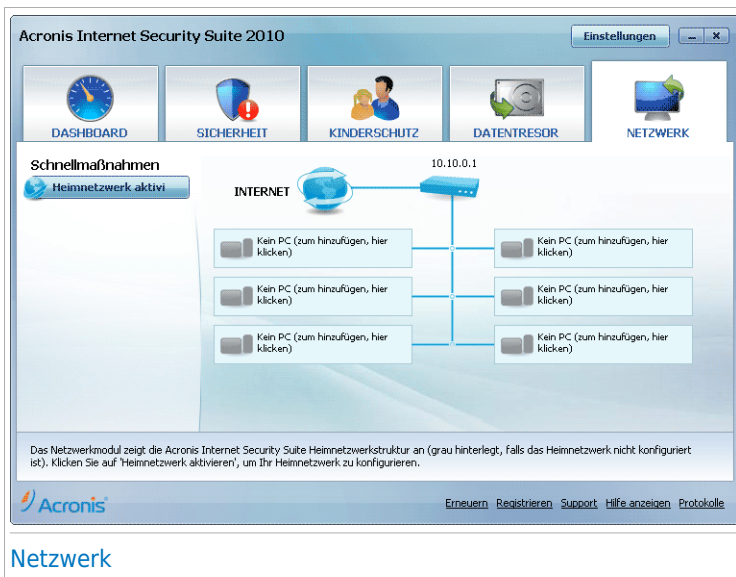 Acronis Internet Security Suite 2010
Einstellungen
DASHBOARD
SICHERHEIT
KINDERSCHUTZ
DATENTRESOR
NETZWERK
Schnellmaßnahmen
Heimnetzwerk aktivi
INTERNET
10.10.0.1
Kein PC (zum hinzufügen, hier
klicken)
Kein PC (zum hinzufügen, hier
klicken)
Kein PC (zum hinzufügen, hier
klicken)
Kein PC (zum hinzufügen, hier
klicken)
Kein PC (zum hinzufügen, hier
klicken)
Kein PC (zum hinzufügen, hier
klicken)
Das Netzwerkmodul zeigt die Acronis Internet Security Suite Heimnetzwerkstruktur an (grau hinterlegt, falls das Heimnetzwerk nicht konfiguriert
ist). Klicken Sie auf 'Heimnetzwerk aktivieren', um Ihr Heimnetzwerk zu konfigurieren.
Acronis
Erneuern Registrieren Support Hilfe anzeigen Protokolle
Netzwerk